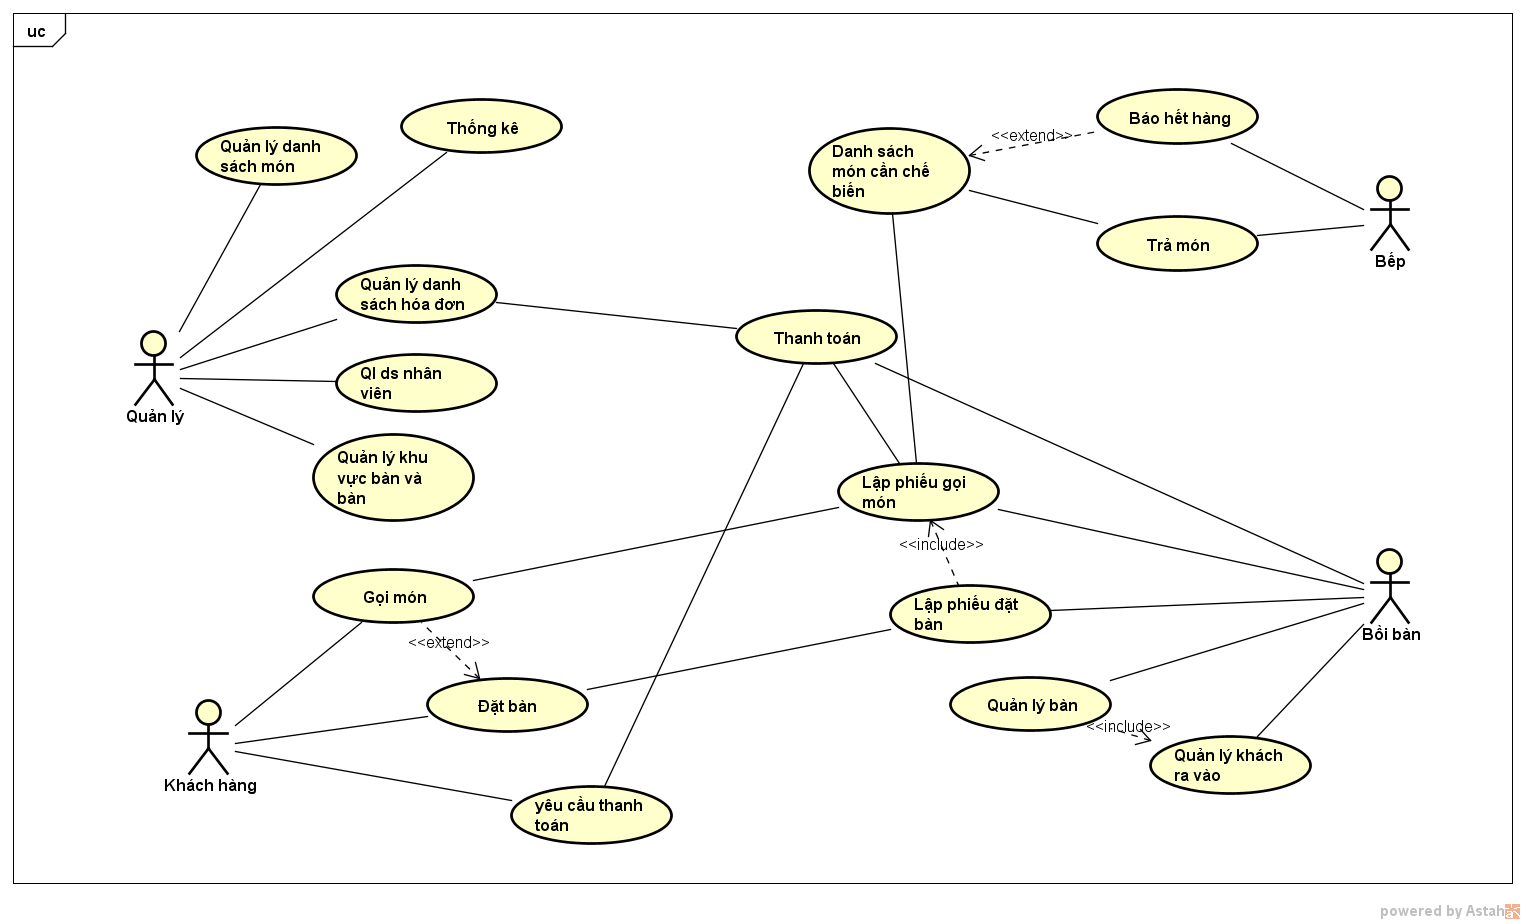 uc
Thống kê
Quản lý danh
sách món
Báo hết hàng
<<extend>>
Danh sách
món cần chế
biến
Trả món
Bếp
Quản lý danh
sách hóa đơn
Thanh toán
Ql ds nhân
viên
Quản lý
Quản lý khu
vực bàn và
bàn
Lập phiếu gọi
món
<<include>>
Gọi món
Lập phiếu đặt
bàn
Bồi bàn
<<extend>>
Đặt bàn
Quản lý bàn
<<include>>
Quản lý khách
ra vào
Khách hàng
yêu cầu thanh
toán
powered by Astah